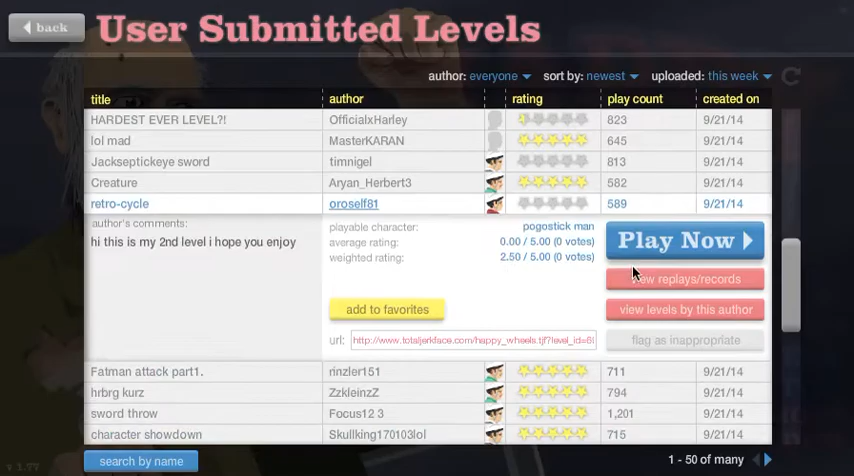 back
User Submitted Levels
author: everyone sort by: newest uploaded: this week
title author rating play count created on
HARDEST EVER LEVEL?! OfficialxHarley 823 9/21/14
lol mad MasterKARAN 645 9/21/14
Jackseptickeye sword timnigel 813 9/21/14
Creature Aryan_Herbert3 582 9/21/14
retro-cycle oroself81 589 9/21/14
author's comments:
hi this is my 2nd level i hope you enjoy
playable character: pogostick man
average rating: 0.00 / 5.00 (0 votes)
weighted rating: 2.50 / 5.00 (0 votes)
Play Now
view replays/records
add to favorites
view levels by this author
url: http://www.totaljerkface.com/happy_wheels.tjf?level_id=6
flag as inappropriate
Fatman attack part1. rinzler151 711 9/21/14
hrbrg kurz ZzkleinzZ 794 9/21/14
sword throw Focus12 3 1,201 9/21/14
character showdown Skullking170103lol 715 9/21/14
search by name
1 - 50 of many
v 1.77